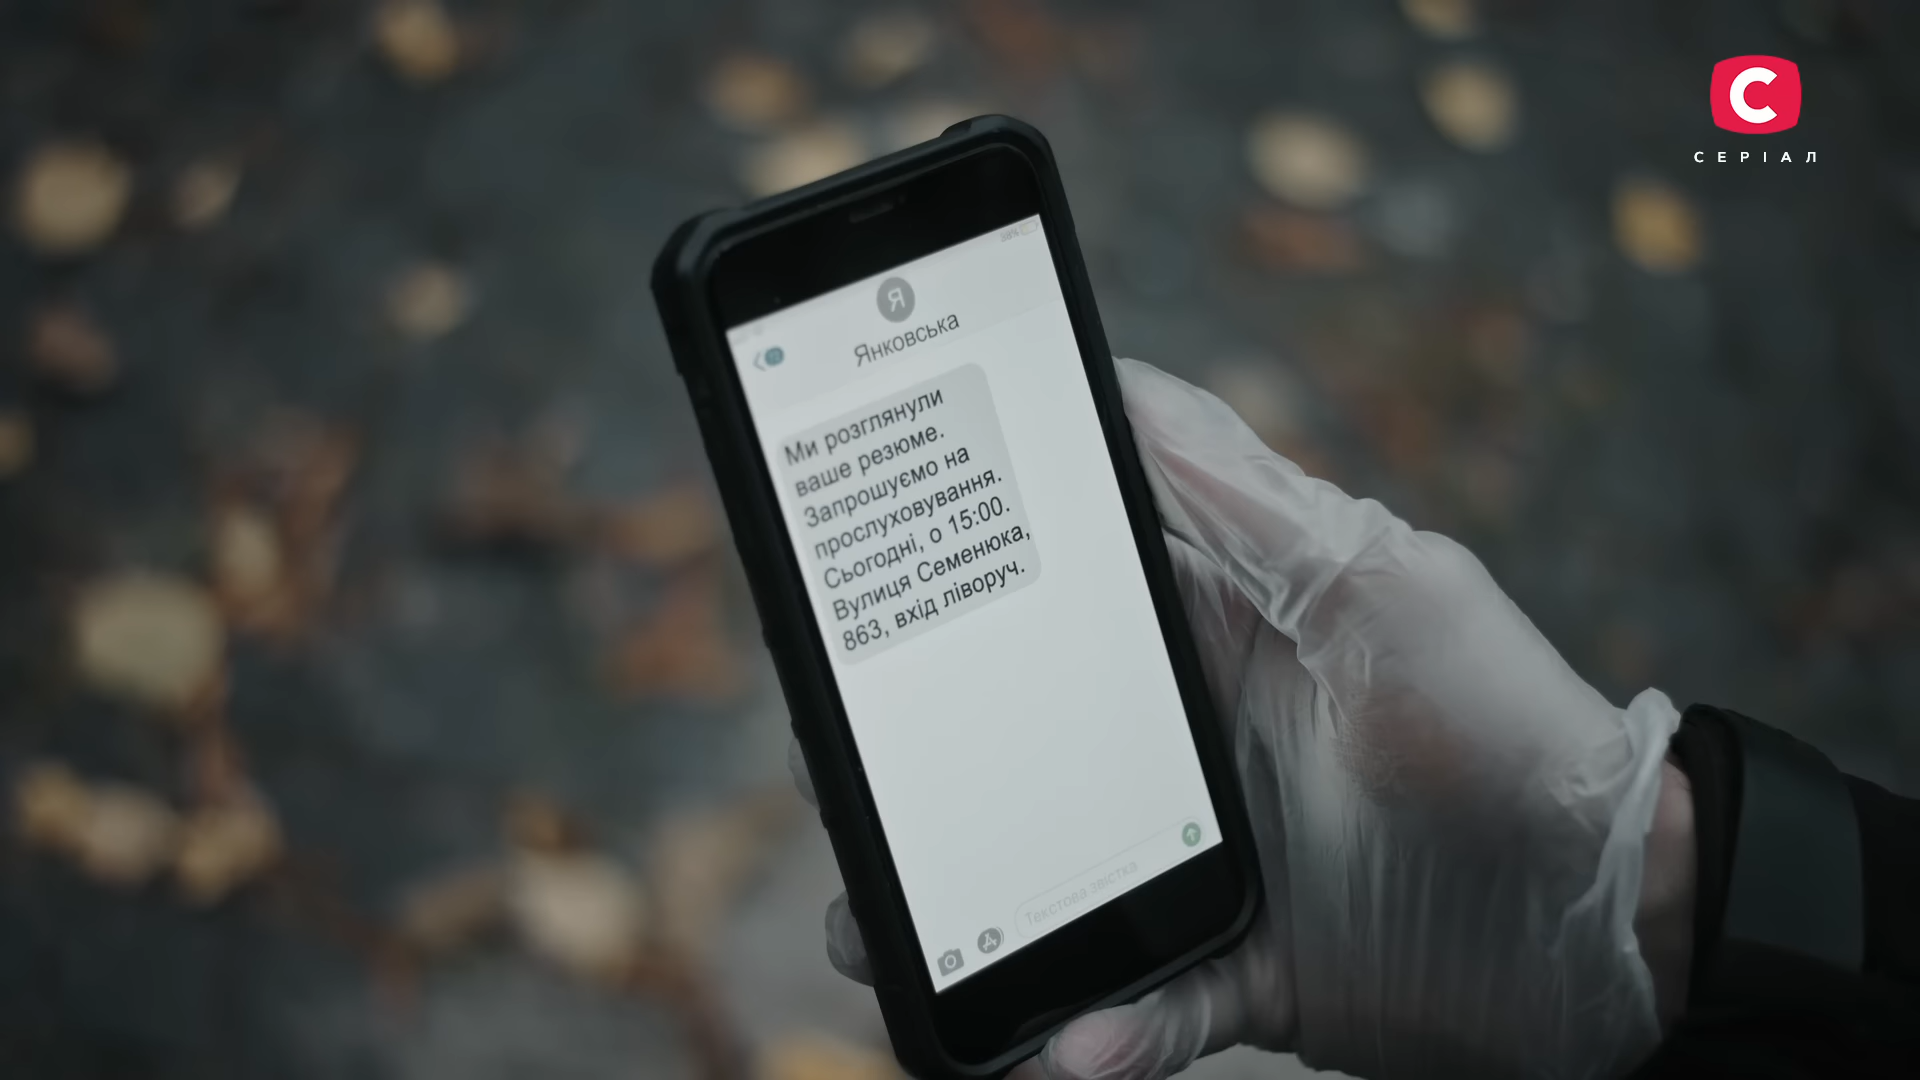 С
СЕРІАЛ
38%
Я
Янковська
Ми розглянули
ваше резюме.
Запрошуємо на
прослуховування.
Сьогодні, о 15:00.
Вулиця Семенюка,
863, вхід ліворуч.
Текстова звістка